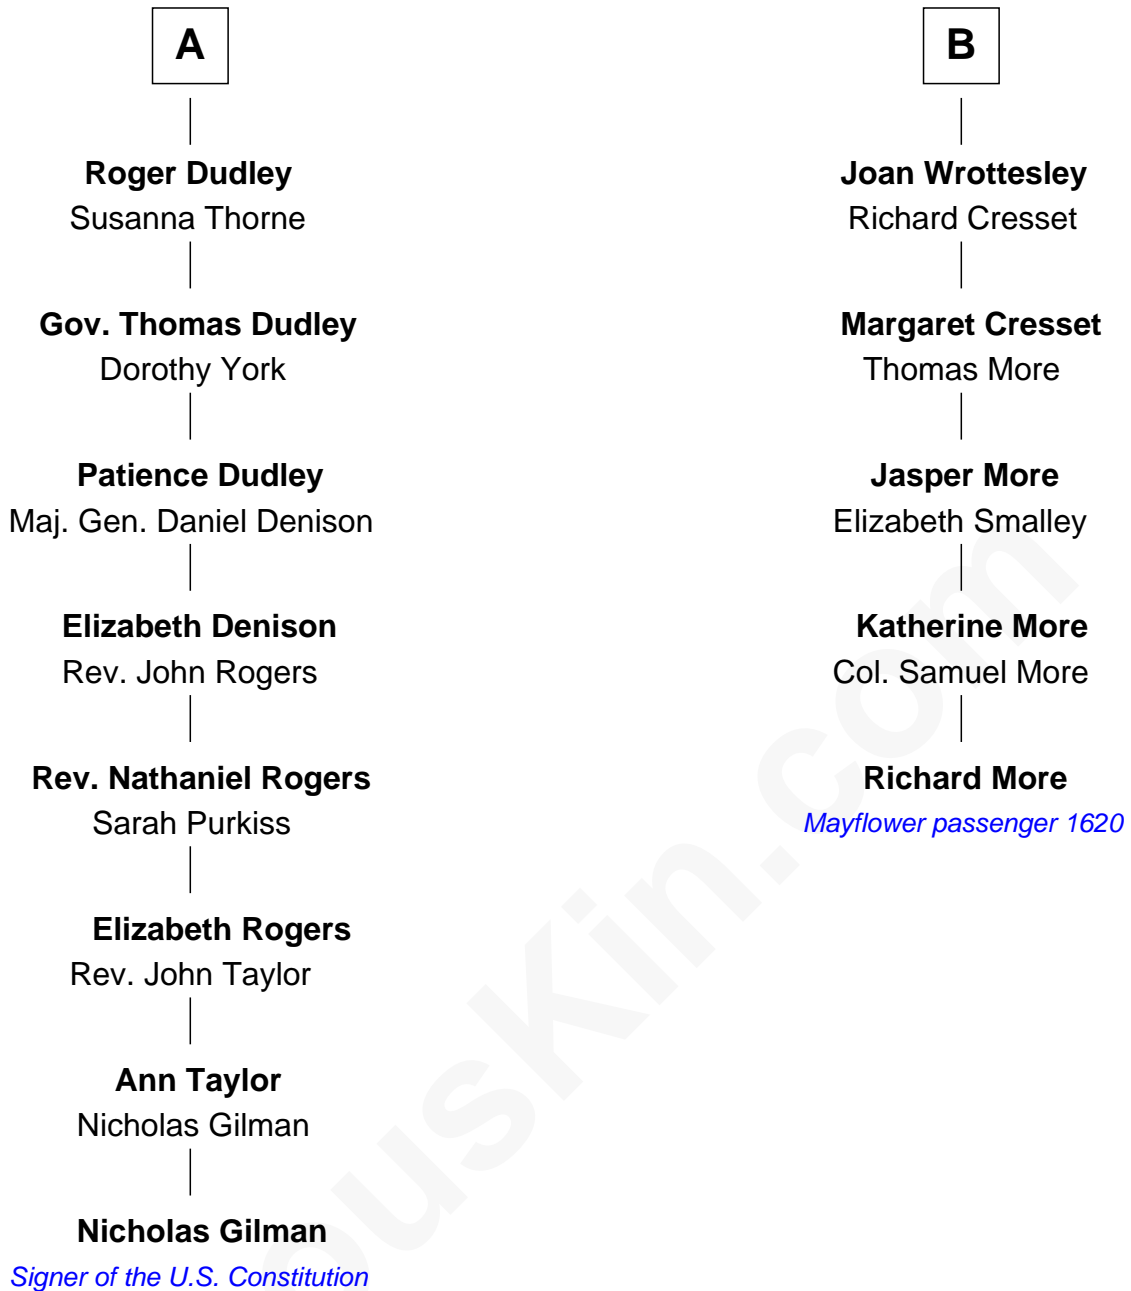 A
Roger Dudley
Susanna Thorne
Gov. Thomas Dudley
Dorothy York
Patience Dudley
Maj. Gen. Daniel Denison
Elizabeth Denison
Rev. John Rogers
Rev. Nathaniel Rogers
Sarah Purkiss
Elizabeth Rogers
Rev. John Taylor
Ann Taylor
Nicholas Gilman
Nicholas Gilman
Signer of the U.S. Constitution
B
Joan Wrottesley
Richard Cresset
Margaret Cresset
Thomas More
Jasper More
Elizabeth Smalley
Katherine More
Col. Samuel More
Richard More
Mayflower passenger 1620
ousKin.com